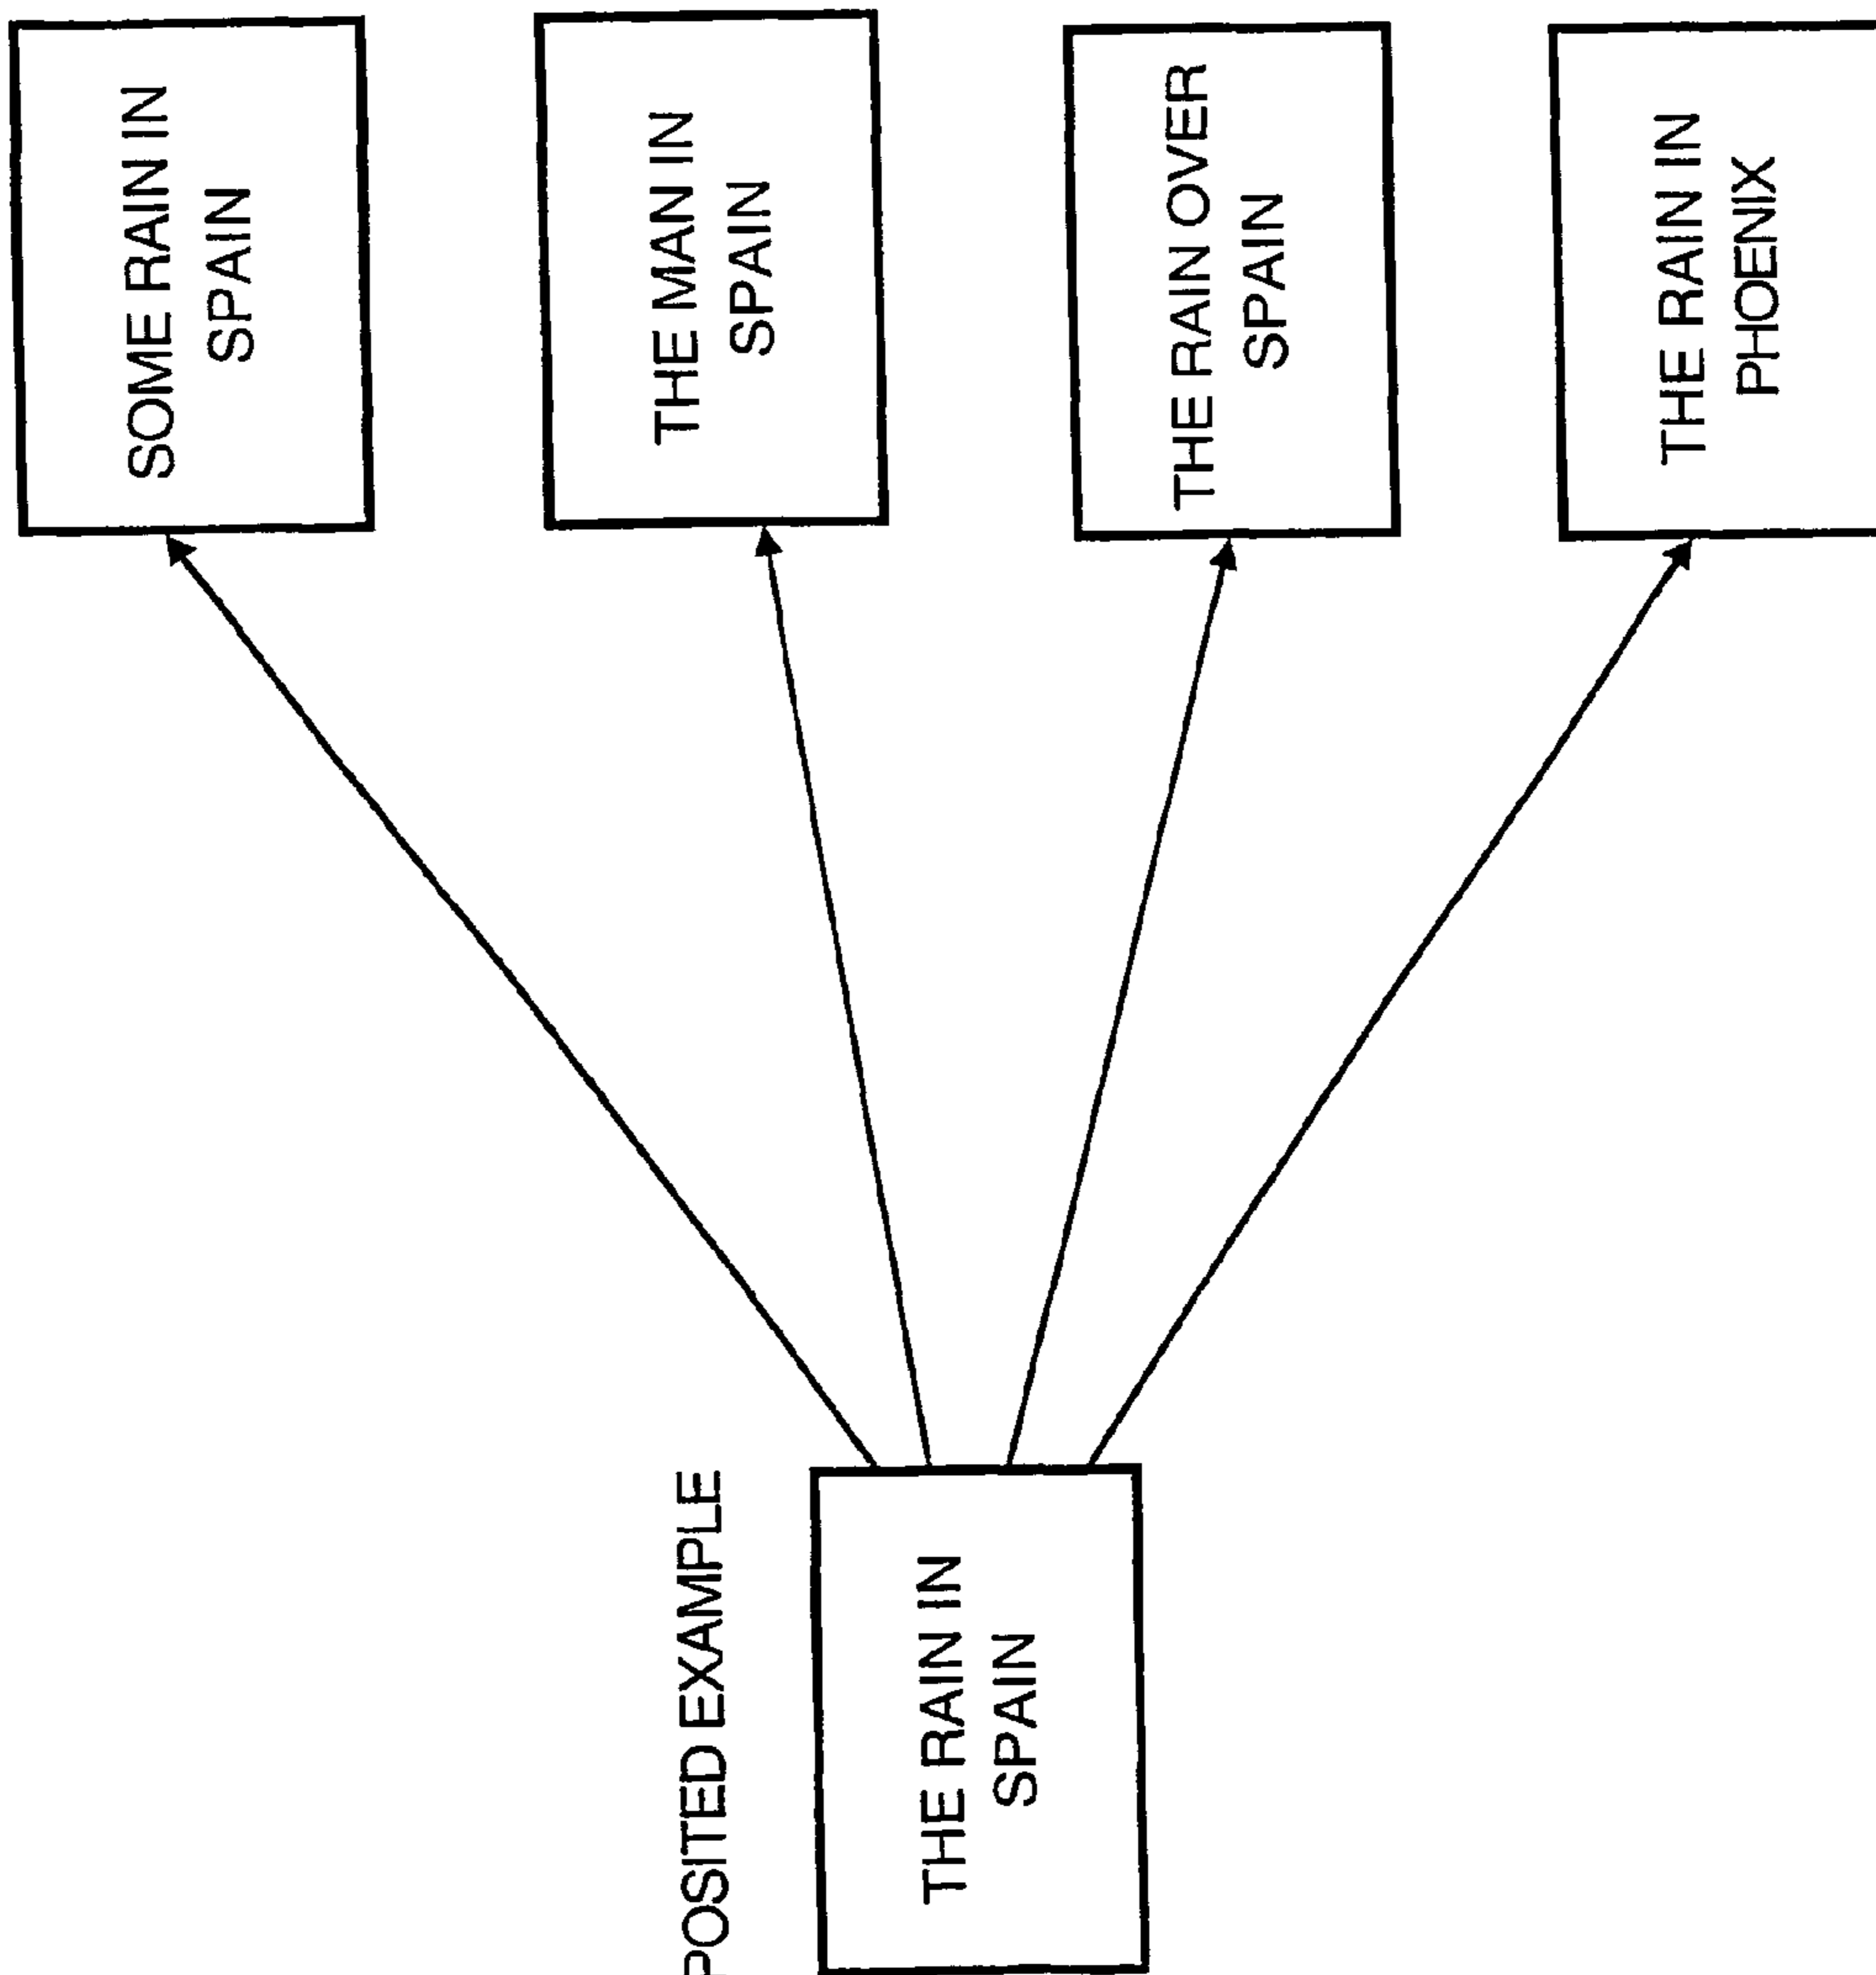 POSITED EXAMPLE
THE RAIN IN
SPAIN
SOME RAIN IN
SPAIN
THE MAN IN
SPAIN
THE RAIN OVER
SPAIN
THE RAIN IN
PHOENIX